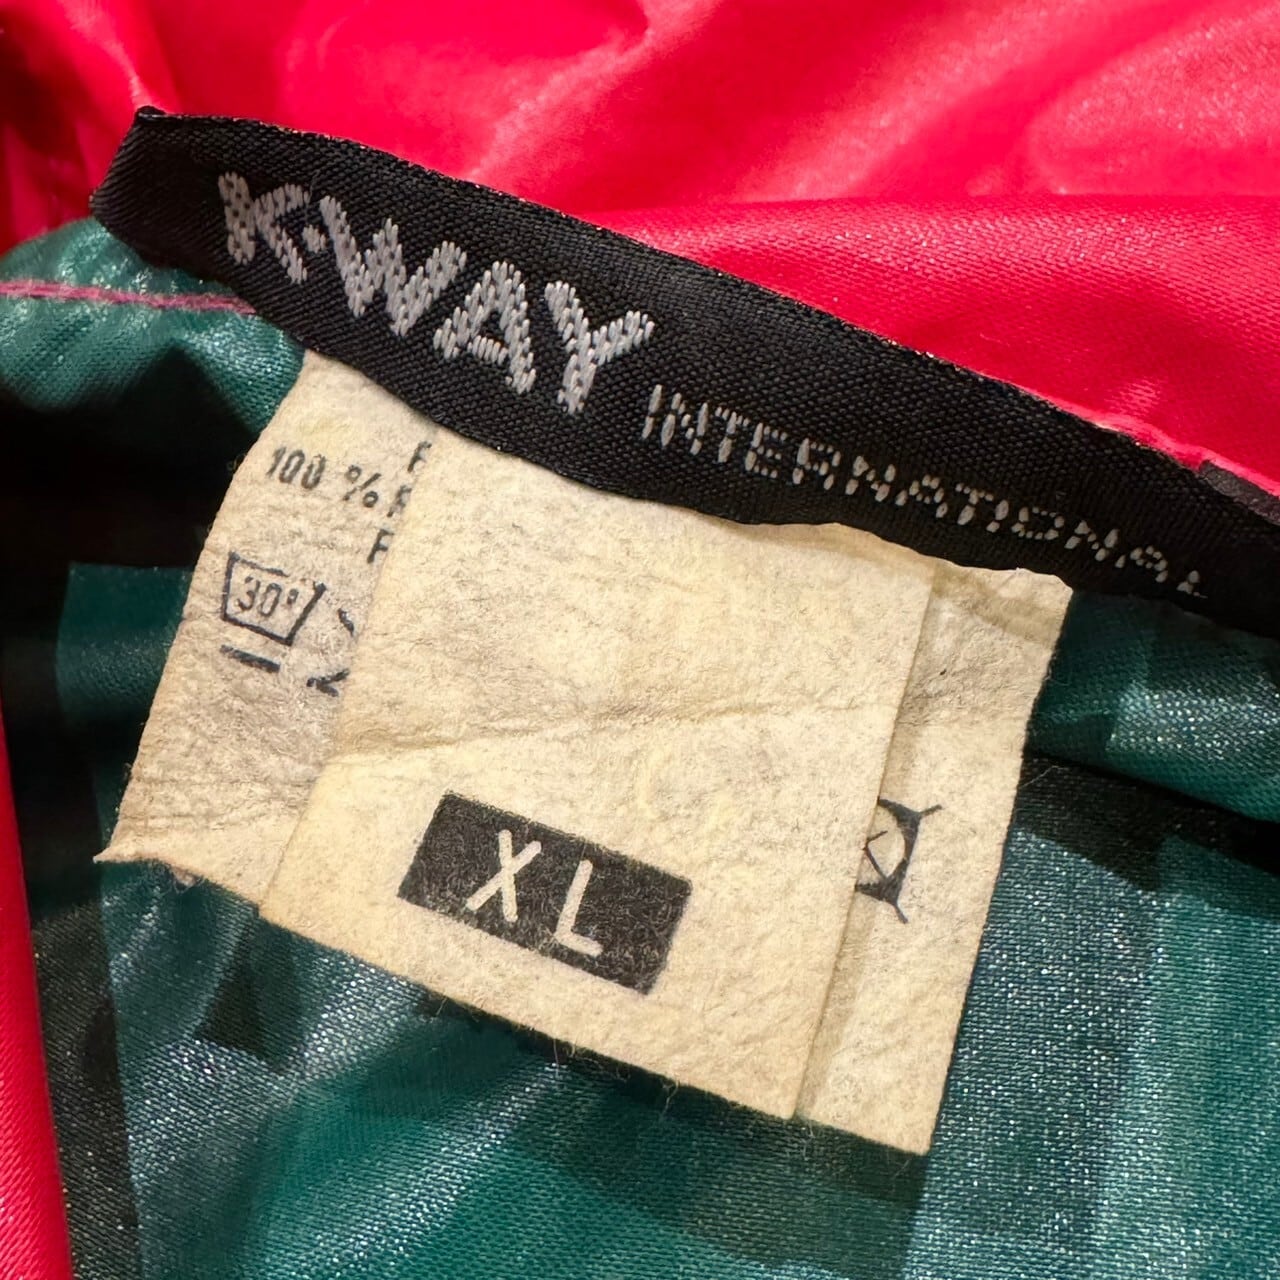 K-WAY INTERNATIONAL
100 %
30°
XL